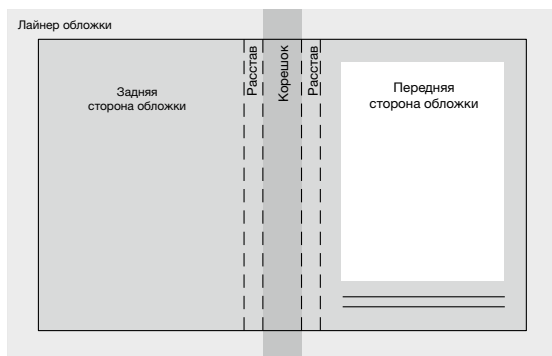 Лайнер обложки
Задняя
сторона обложки
Расстав
Корешок
Расстав
Передняя
сторона обложки